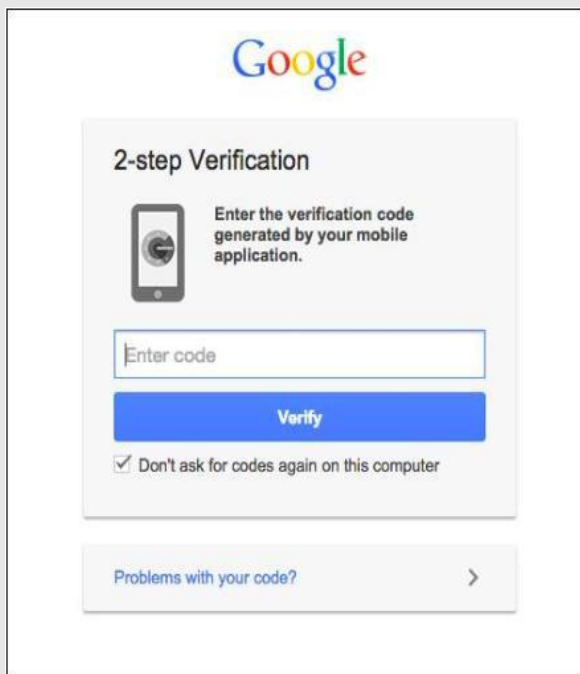 Google
2-step Verification
Enter the verification code
generated by your mobile
application.
Enter code
Verify
Don't ask for codes again on this computer
Problems with your code?